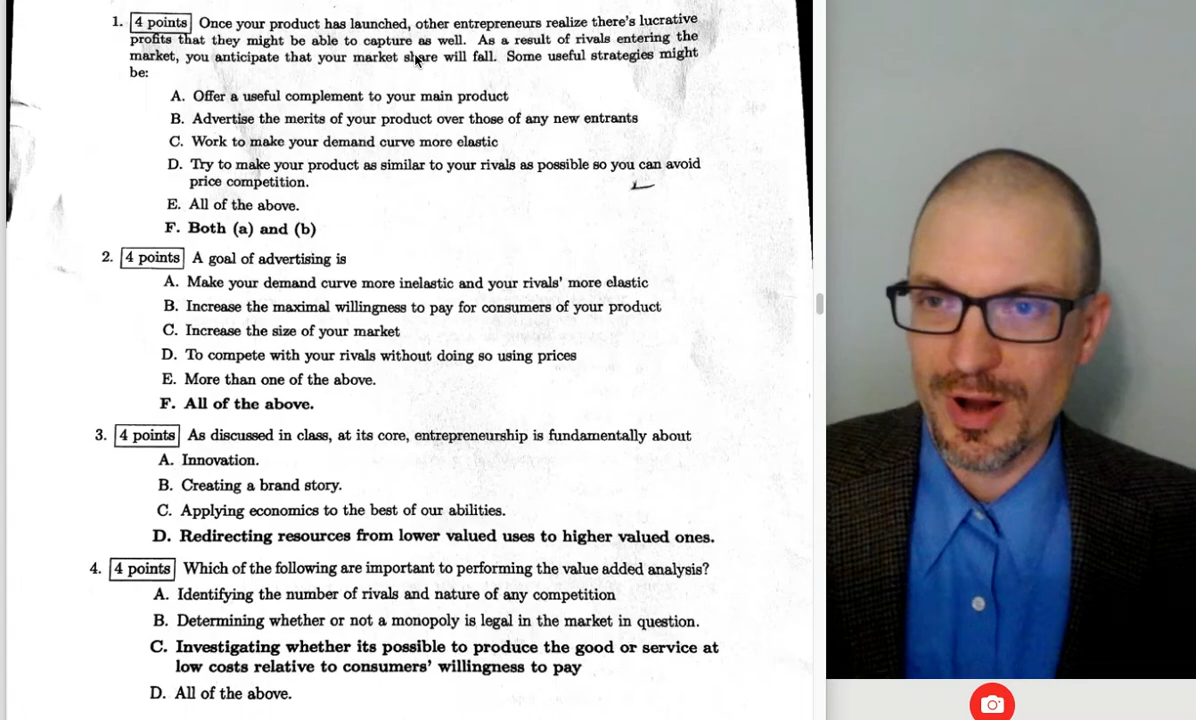 1. 4 points Once your product has launched, other entrepreneurs realize there's lucrative
profits that they might be able to capture as well. As a result of rivals entering the
market, you anticipate that your market share will fall. Some useful strategies might
be:
A. Offer a useful complement to your main product
B. Advertise the merits of your product over those of any new entrants
C. Work to make your demand curve more elastic
D. Try to make your product as similar to your rivals as possible so you can avoid
price competition.
E. All of the above.
F. Both (a) and (b)
2. 4 points A goal of advertising is
A. Make your demand curve more inelastic and your rivals' more elastic
B. Increase the maximal willingness to pay for consumers of your product
C. Increase the size of your market
D. To compete with your rivals without doing so using prices
E. More than one of the above.
F. All of the above.
3. 4 points As discussed in class, at its core, entrepreneurship is fundamentally about
A. Innovation.
B. Creating a brand story.
C. Applying economics to the best of our abilities.
D. Redirecting resources from lower valued uses to higher valued ones.
4. 4 points Which of the following are important to performing the value added analysis?
A. Identifying the number of rivals and nature of any competition
B. Determining whether or not a monopoly is legal in the market in question.
C. Investigating whether its possible to produce the good or service at
low costs relative to consumers' willingness to pay
D. All of the above.